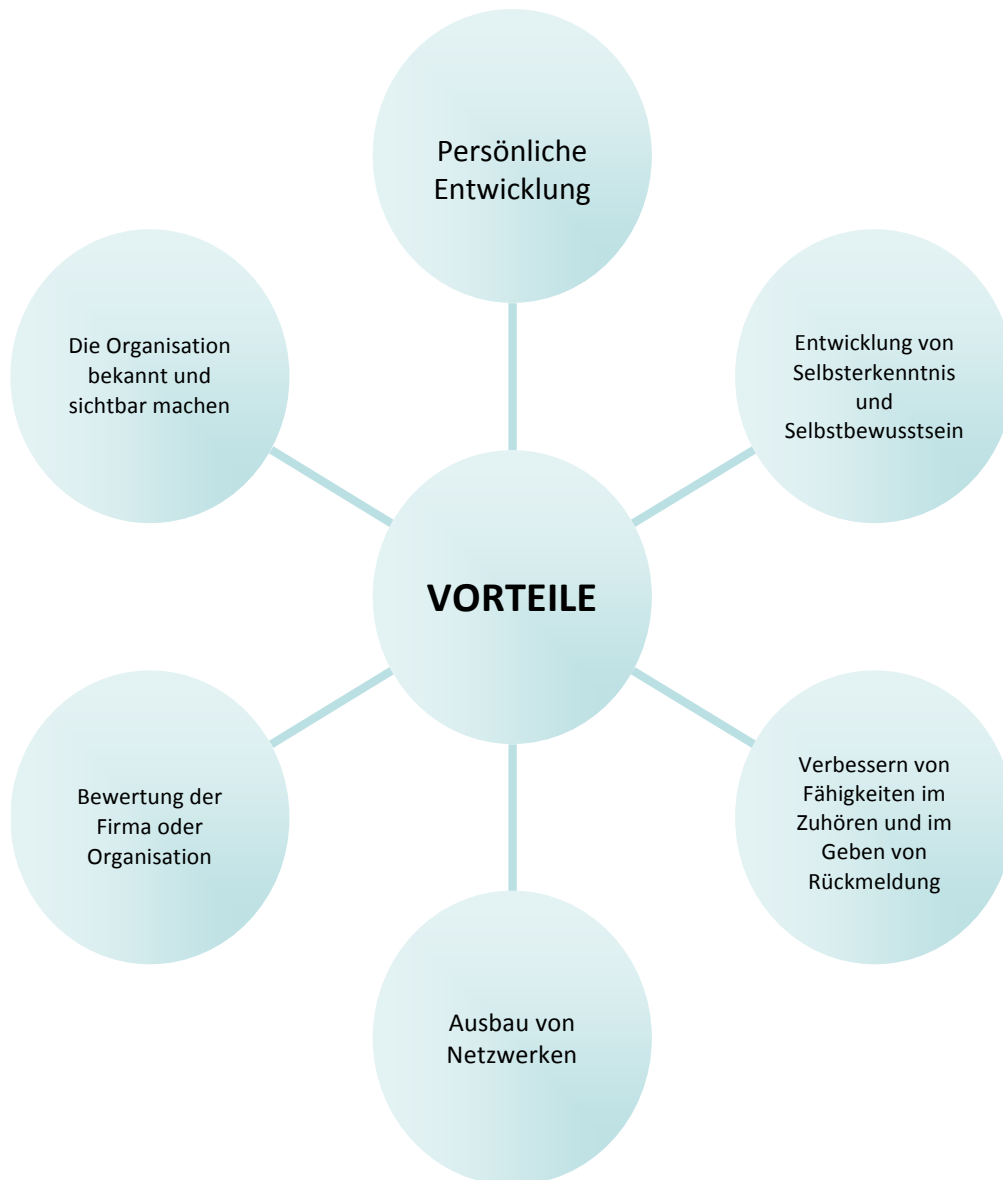 Persönliche
Entwicklung
Die Organisation
bekannt und
sichtbar machen
Entwicklung von
Selbsterkenntnis
und
Selbstbewusstsein
VORTEILE
Bewertung der
Firma oder
Organisation
Verbessern von
Fähigkeiten im
Zuhören und im
Geben von
Rückmeldung
Ausbau von
Netzwerken